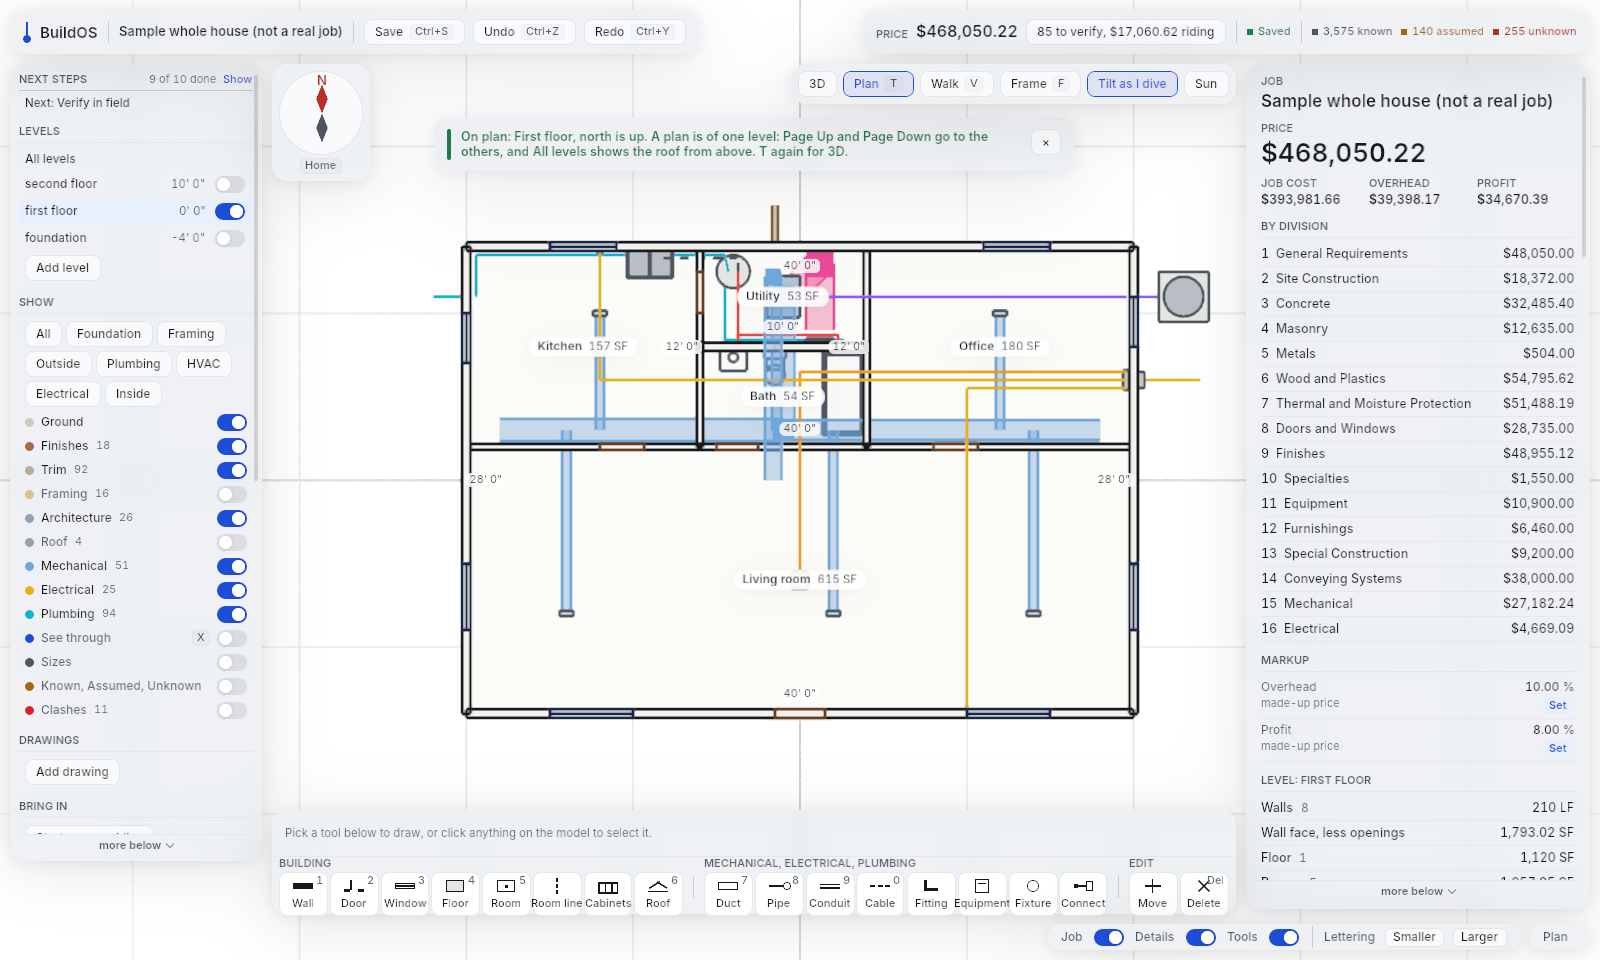 BuildOS
Sample whole house (not a real job)
Save Ctrl+S
Undo Ctrl+Z
Redo Ctrl+Y
PRICE $468,050.22
85 to verify, $17,060.62 riding
Saved
3,575 known
140 assumed
255 unknown
NEXT STEPS 9 of 10 done Show
Next: Verify in field
LEVELS
All levels
second floor 10' 0"
first floor 0' 0"
foundation -4' 0"
Add level
SHOW
All Foundation Framing
Outside Plumbing HVAC
Electrical Inside
Ground
Finishes 18
Trim 92
Framing 16
Architecture 26
Roof 4
Mechanical 51
Electrical 25
Plumbing 94
See through X
Sizes
Known, Assumed, Unknown
Clashes 11
DRAWINGS
Add drawing
BRING IN
more below
N
Home
3D
Plan T
Walk V
Frame F
Tilt as I dive
Sun
On plan: First floor, north is up. A plan is of one level: Page Up and Page Down go to the
others, and All levels shows the roof from above. T again for 3D.
×
40' 0"
Utility 53 SF
10' 0"
Kitchen 157 SF
12' 0"
12' 0"
Office 180 SF
Bath 54 SF
40' 0"
28' 0"
28' 0"
Living room 615 SF
40' 0"
Pick a tool below to draw, or click anything on the model to select it.
BUILDING
Wall 1
Door 2
Window 3
Floor 4
Room 5
Room line
Cabinets
Roof 6
MECHANICAL, ELECTRICAL, PLUMBING
Duct 7
Pipe 8
Conduit 9
Cable 0
Fitting
Equipment
Fixture
Connect
EDIT
Move
Delete Del
JOB
Sample whole house (not a real job)
PRICE
$468,050.22
JOB COST OVERHEAD PROFIT
$393,981.66 $39,398.17 $34,670.39
BY DIVISION
1 General Requirements $48,050.00
2 Site Construction $18,372.00
3 Concrete $32,485.40
4 Masonry $12,635.00
5 Metals $504.00
6 Wood and Plastics $54,795.62
7 Thermal and Moisture Protection $51,488.19
8 Doors and Windows $28,735.00
9 Finishes $48,955.12
10 Specialties $1,550.00
11 Equipment $10,900.00
12 Furnishings $6,460.00
13 Special Construction $9,200.00
14 Conveying Systems $38,000.00
15 Mechanical $27,182.24
16 Electrical $4,669.09
MARKUP
Overhead 10.00 %
made-up price Set
Profit 8.00 %
made-up price Set
LEVEL: FIRST FLOOR
Walls 8 210 LF
Wall face, less openings 1,793.02 SF
Floor 1 1,120 SF
more below
Job
Details
Tools
Lettering Smaller Larger
Plan